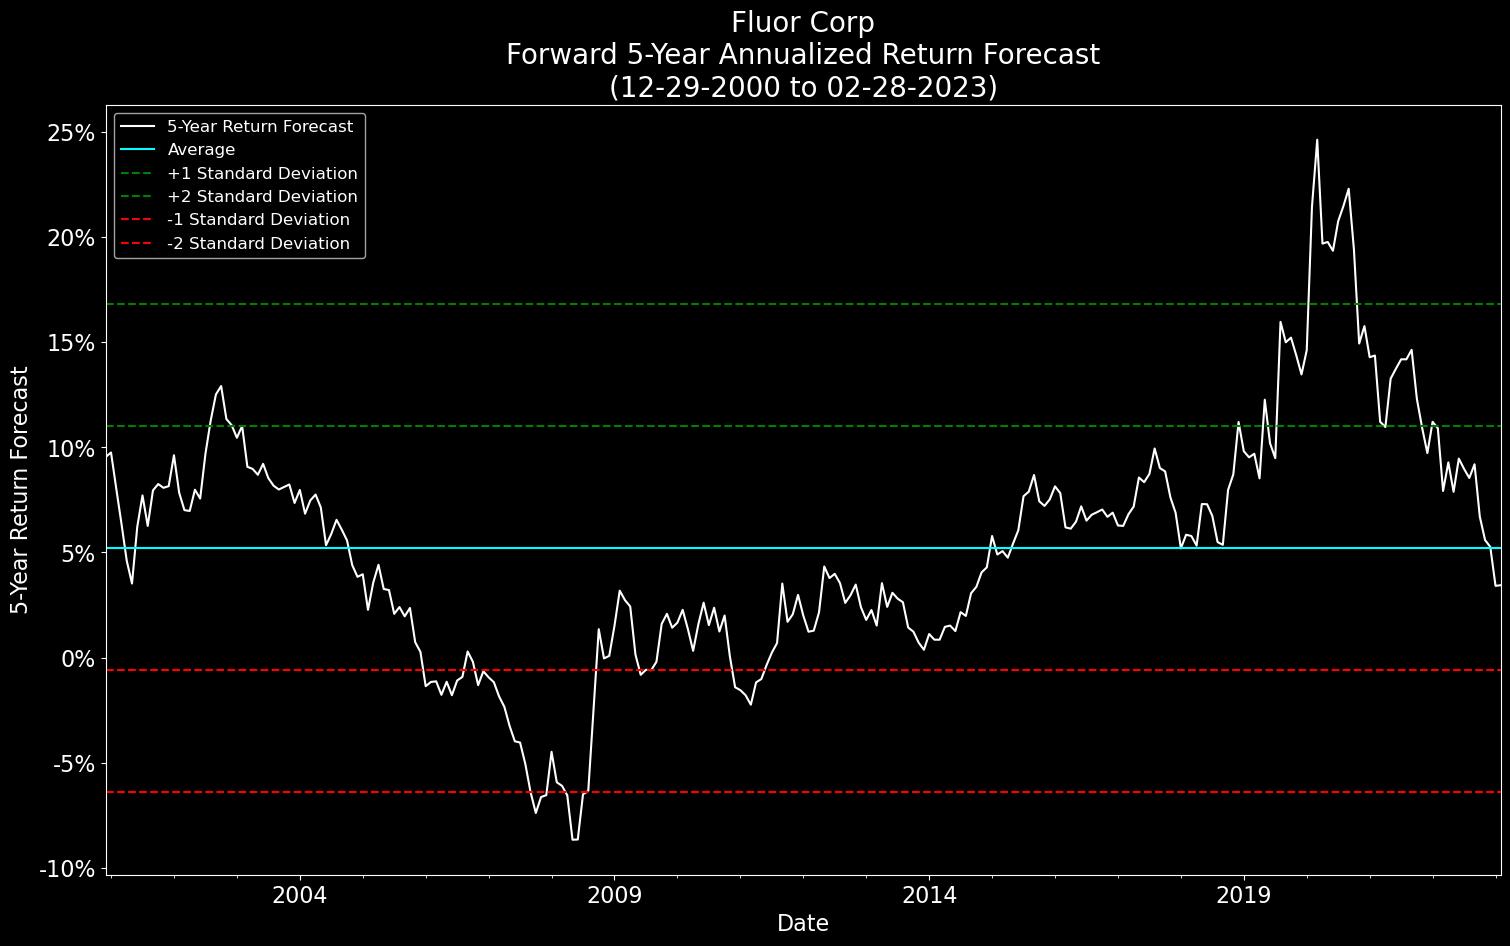 Fluor Corp
Forward 5-Year Annualized Return Forecast
(12-29-2000 to 02-28-2023)
5-Year Return Forecast
Average
+1 Standard Deviation
+2 Standard Deviation
-1 Standard Deviation
-2 Standard Deviation
25%
20%
15%
10%
5%
0%
-5%
-10%
5-Year Return Forecast
2004 2009 2014 2019
Date